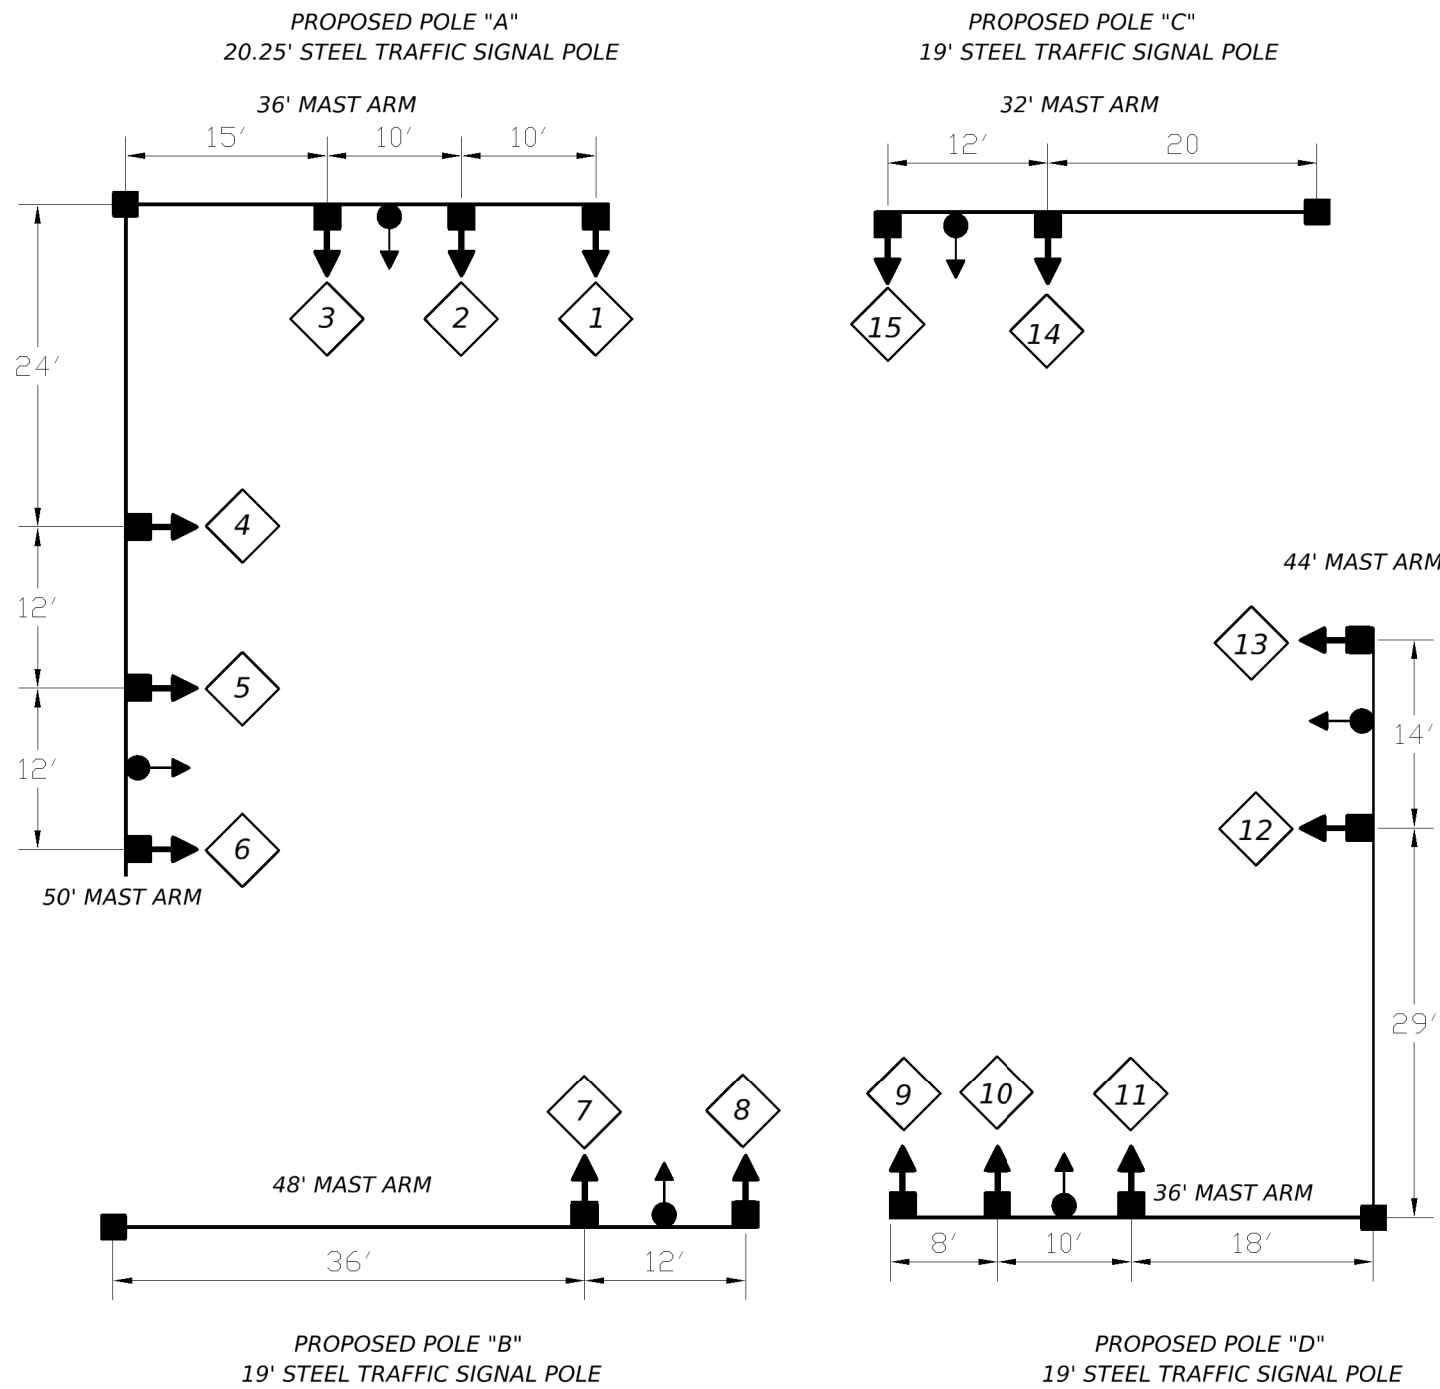 PROPOSED POLE "A"
20.25' STEEL TRAFFIC SIGNAL POLE
36' MAST ARM
15'
10'
10'
3
2
1
24'
4
12'
5
12'
6
50' MAST ARM
PROPOSED POLE "C"
19' STEEL TRAFFIC SIGNAL POLE
32' MAST ARM
12'
20
15
14
44' MAST ARM
13
14'
12
29'
7
8
48' MAST ARM
36'
12'
PROPOSED POLE "B"
19' STEEL TRAFFIC SIGNAL POLE
9
10
11
36' MAST ARM
8'
10'
18'
PROPOSED POLE "D"
19' STEEL TRAFFIC SIGNAL POLE